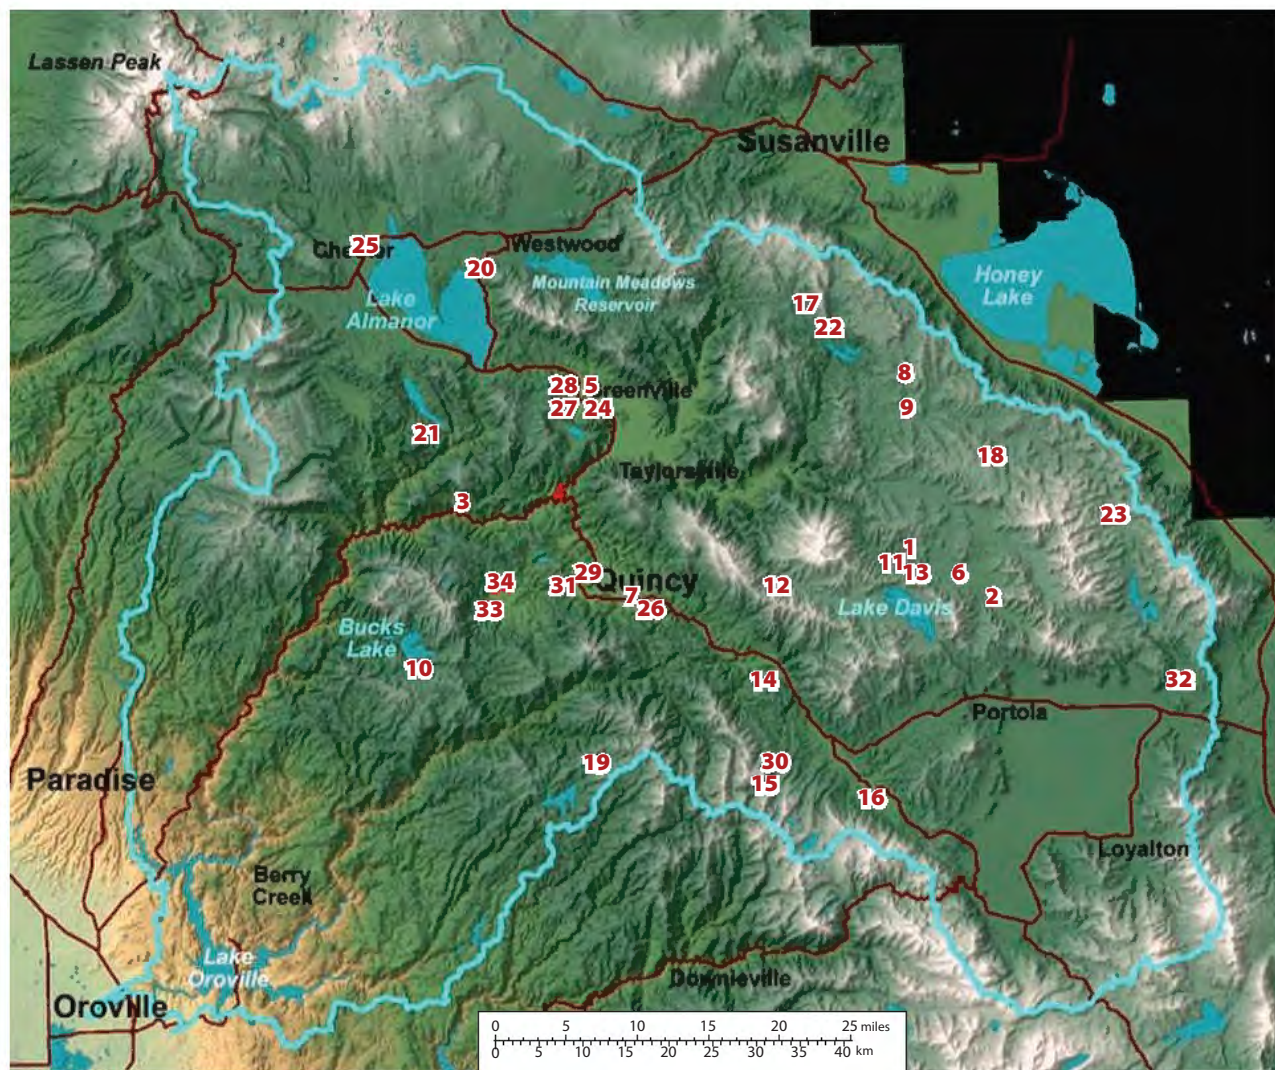 Lassen Peak
Susanville
Chester
25
Westwood
20
Mountain Meadows
Reservoir
Honey
Lake
Lake
Almanor
17
22
8
28 5
Greenville
27 24
9
21
18
Taylorsville
3
4
23
1
11
13
6
34
31
29
Quincy
12
2
33
7
26
Lake Davis
Bucks
Lake
10
14
32
Portola
19
30
15
16
Paradise
Loyalton
Berry
Creek
Lake
Oroville
Downieville
Oroville
0 5 10 15 20 25 miles
0 5 10 15 20 25 30 35 40 km